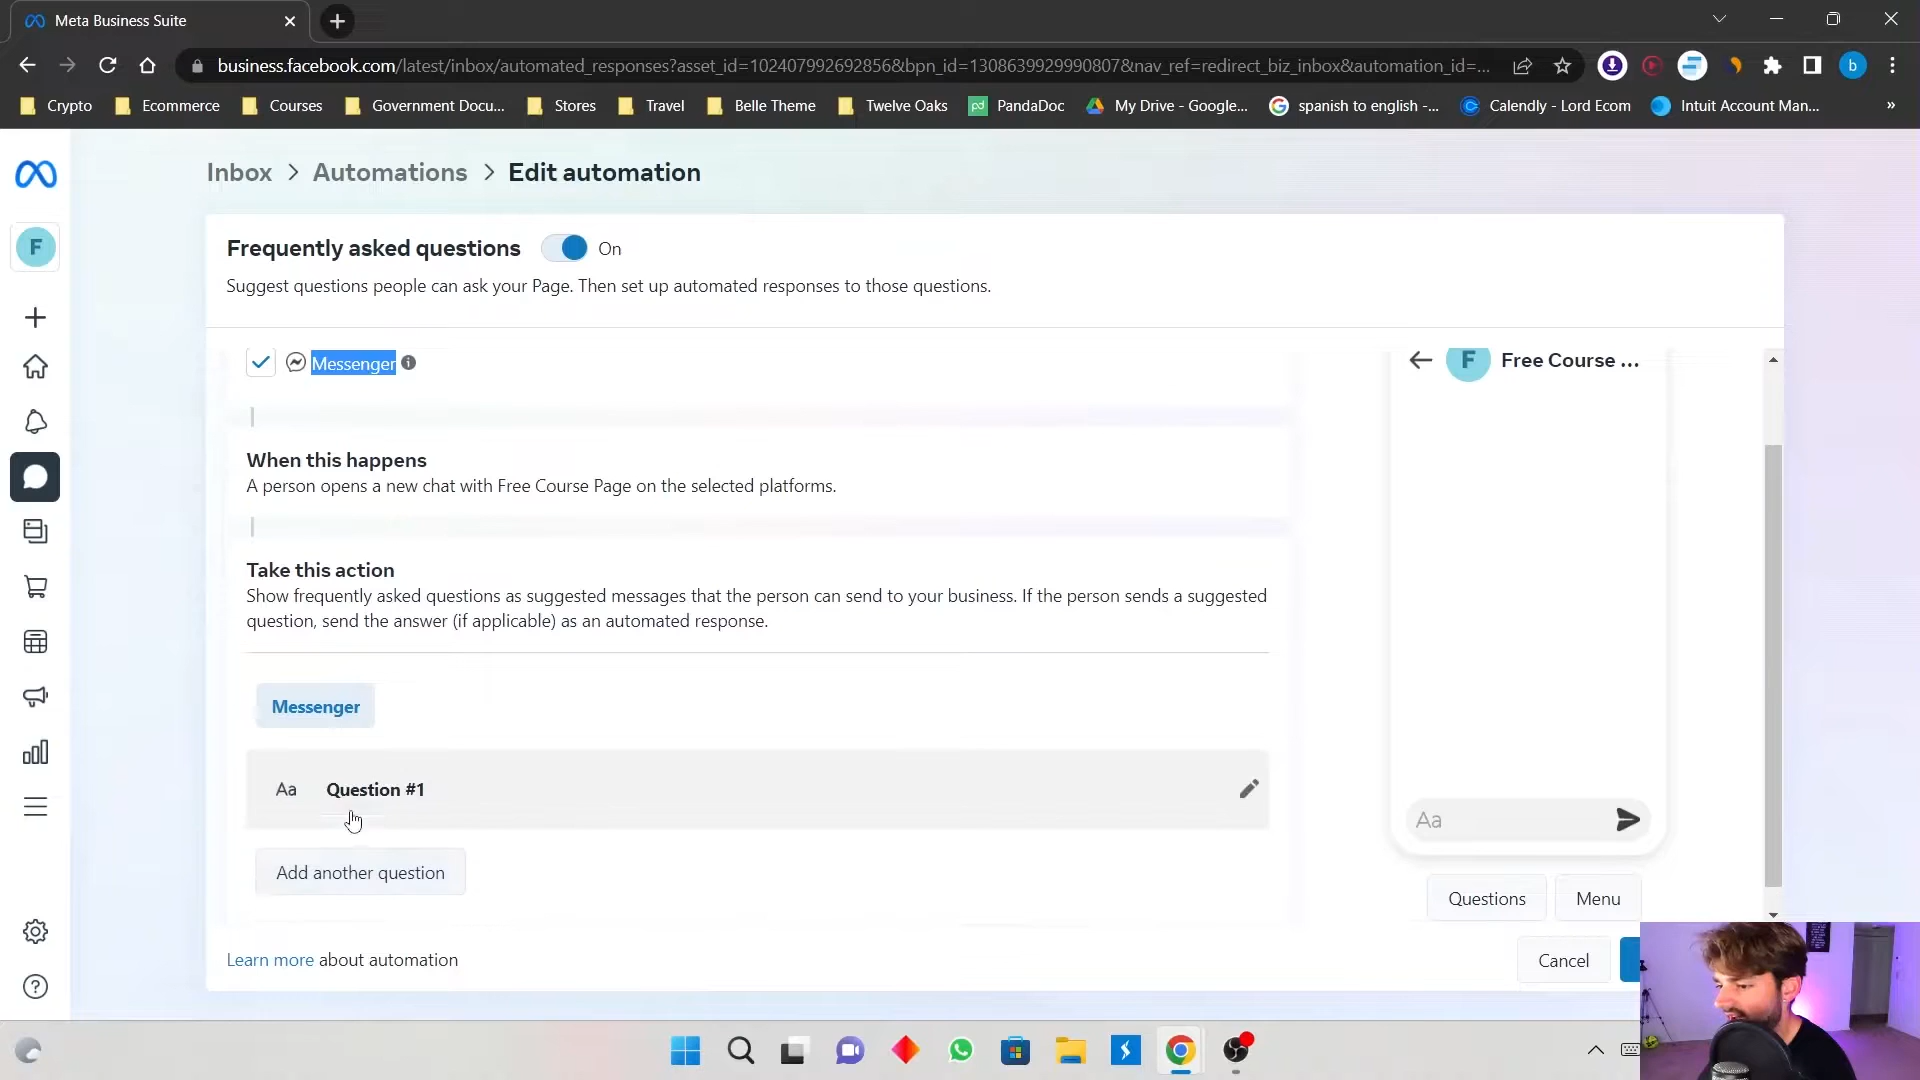 Meta Business Suite
business.facebook.com/latest/inbox/automated_responses?asset_id=102407992692856&bpn_id=1308639929990807&nav_ref=redirect_biz_inbox&automation_id=...
b
Crypto
Ecommerce
Courses
Government Docu...
Stores
Travel
Belle Theme
Twelve Oaks
pd PandaDoc
My Drive - Google...
spanish to english -...
Calendly - Lord Ecom
Intuit Account Man...
»
Inbox > Automations > Edit automation
F
Frequently asked questions
On
Suggest questions people can ask your Page. Then set up automated responses to those questions.
Messenger
F Free Course ...
When this happens
A person opens a new chat with Free Course Page on the selected platforms.
Take this action
Show frequently asked questions as suggested messages that the person can send to your business. If the person sends a suggested
question, send the answer (if applicable) as an automated response.
Messenger
Aa Question #1
Aa
Add another question
Questions
Menu
Learn more about automation
Cancel